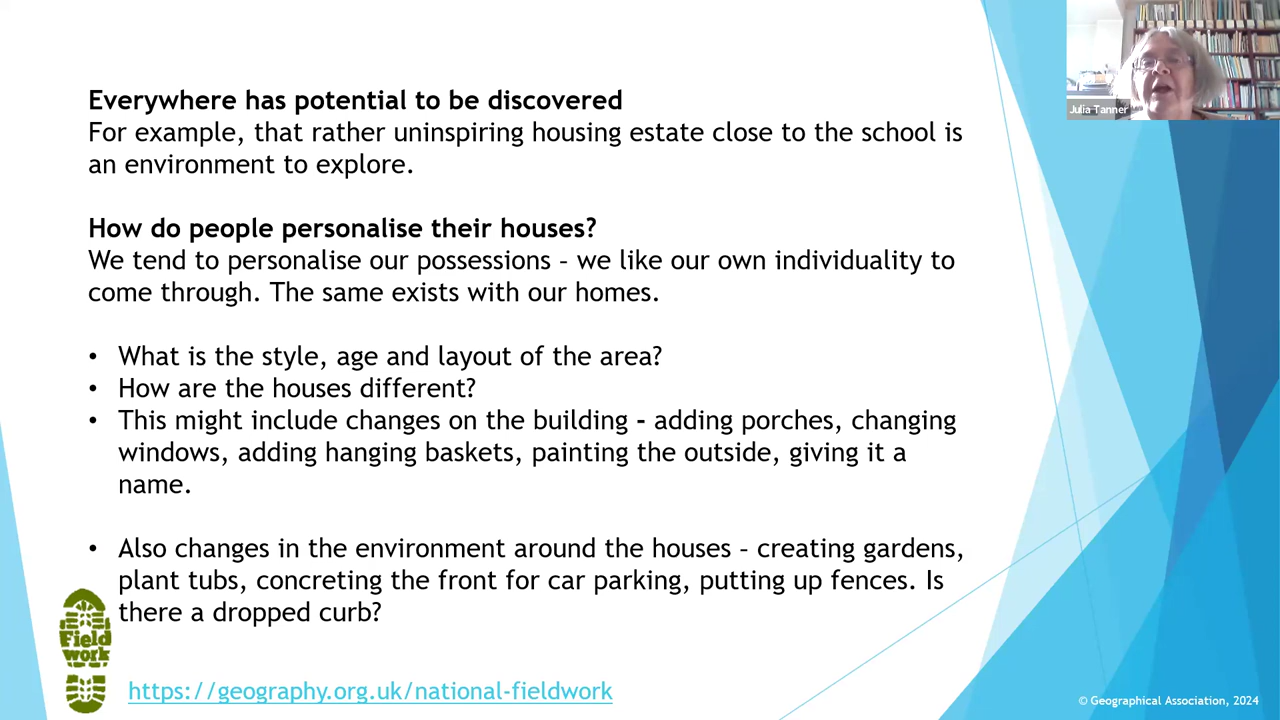 Everywhere has potential to be discovered
For example, that rather uninspiring housing estate close to the school is
an environment to explore.
How do people personalise their houses?
We tend to personalise our possessions – we like our own individuality to
come through. The same exists with our homes.
• What is the style, age and layout of the area?
• How are the houses different?
• This might include changes on the building - adding porches, changing
windows, adding hanging baskets, painting the outside, giving it a
name.
• Also changes in the environment around the houses – creating gardens,
plant tubs, concreting the front for car parking, putting up fences. Is
there a dropped curb?
Field
work
https://geography.org.uk/national-fieldwork
© Geographical Association, 2024
Julia Tanner